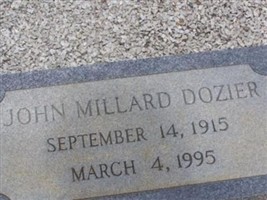 JOHN MILLARD DOZIER
SEPTEMBER 14, 1915
MARCH 4, 1995